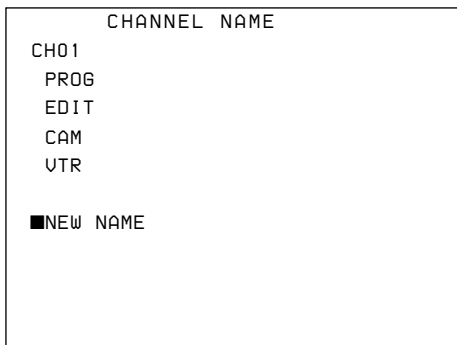 CHANNEL NAME
CH01
PROG
EDIT
CAM
VTR
■NEW NAME